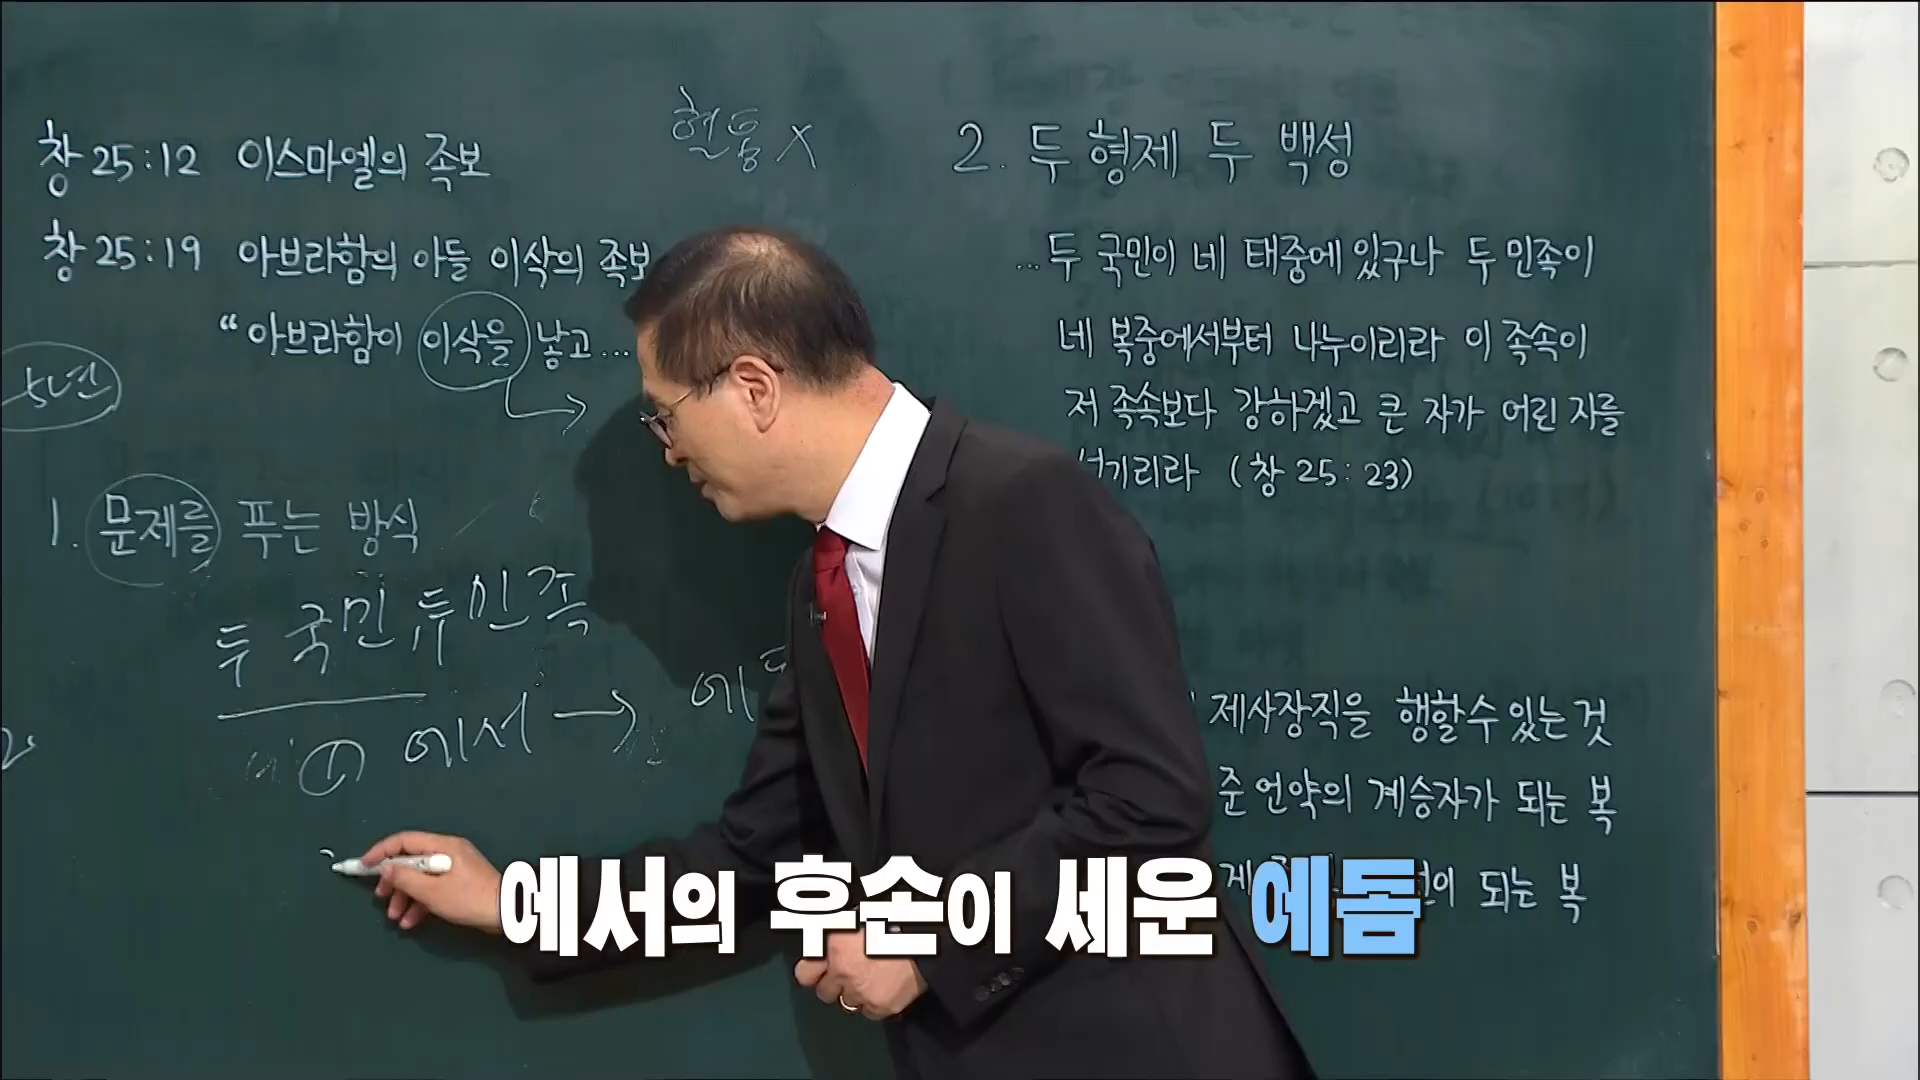 혈통 X
창 25:12 이스마엘의 족보
창 25:19 아브라함의 아들 이삭의 족보
“아브라함이 이삭을 낳고...
5년
1. 문제를 푸는 방식
두 국민 두 민족
① 에서 →
2. 두 형제 두 백성
...두 국민이 네 태중에 있구나 두 민족이
네 복중에서부터 나누이리라 이 족속이
저 족속보다 강하겠고 큰 자가 어린 자를
섬기리라 (창 25:23)
제사장직을 행할 수 있는 것
준 언약의 계승자가 되는 복
되는 복
에서의 후손이 세운 에돔